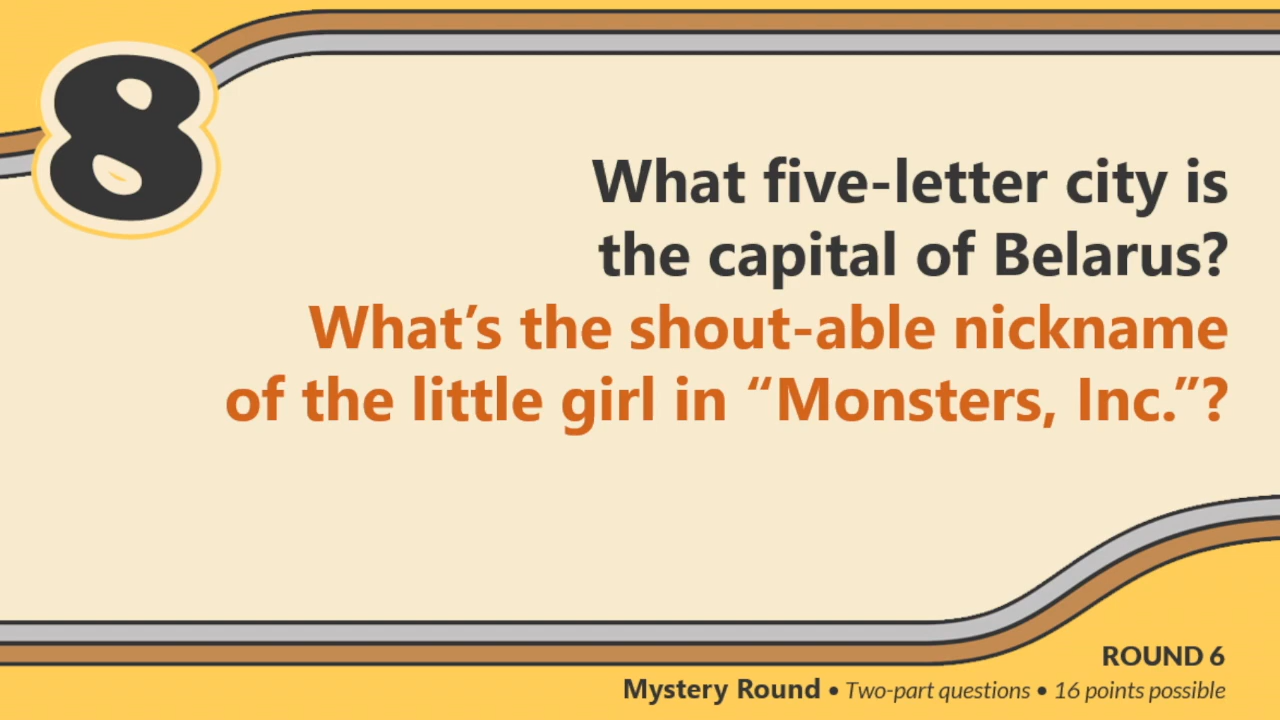 8
What five-letter city is
the capital of Belarus?
What’s the shout-able nickname
of the little girl in “Monsters, Inc.”?
ROUND 6
Mystery Round • Two-part questions • 16 points possible